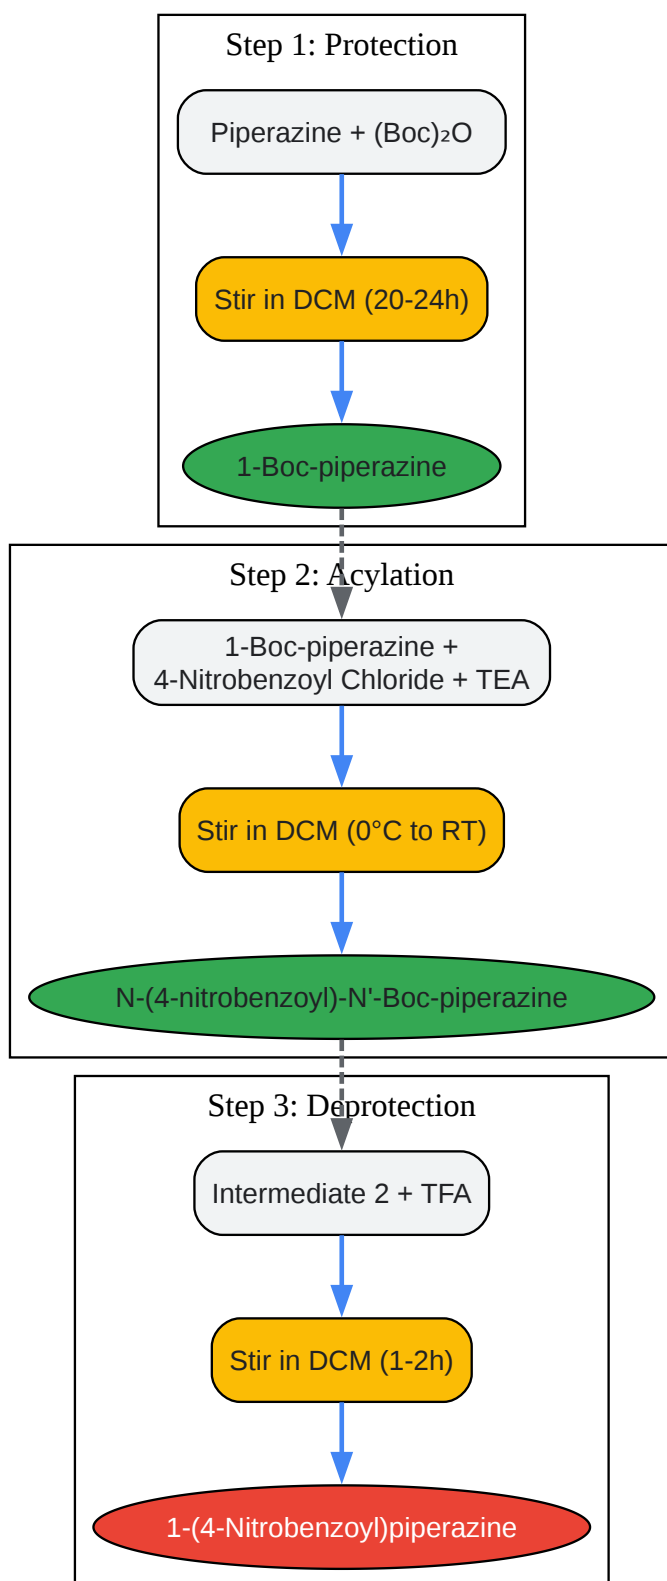 Step 1: Protection
Piperazine + (Boc)₂O
Stir in DCM (20-24h)
1-Boc-piperazine
Step 2: Acylation
1-Boc-piperazine +
4-Nitrobenzoyl Chloride + TEA
Stir in DCM (0°C to RT)
N-(4-nitrobenzoyl)-N'-Boc-piperazine
Step 3: Deprotection
Intermediate 2 + TFA
Stir in DCM (1-2h)
1-(4-Nitrobenzoyl)piperazine